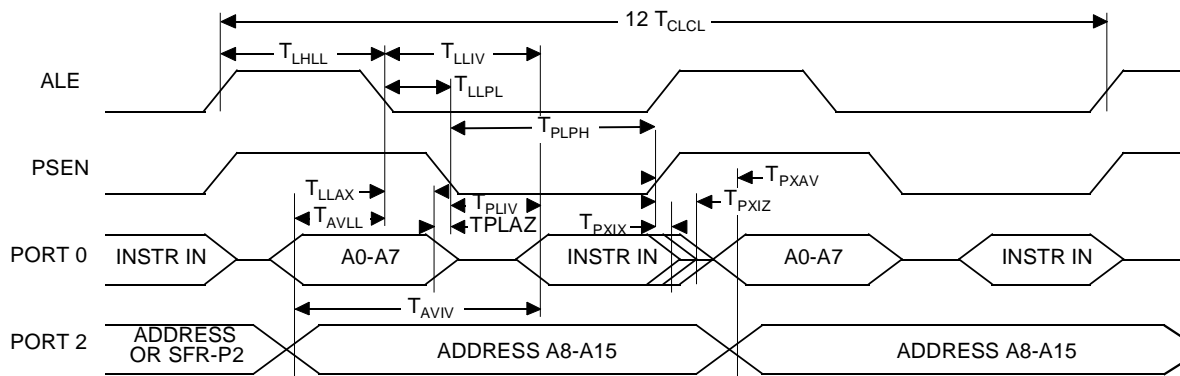 12 TCLCL
TLHLL
TLLIV
ALE
TLLPL
TPLPH
PSEN
TLLAX
TPXAV
TPLIV
TPXIZ
TAVLL
TPLAZ
TPXIX
PORT 0
INSTR IN
A0-A7
INSTR IN
A0-A7
INSTR IN
TAVIV
PORT 2
ADDRESS
OR SFR-P2
ADDRESS A8-A15
ADDRESS A8-A15